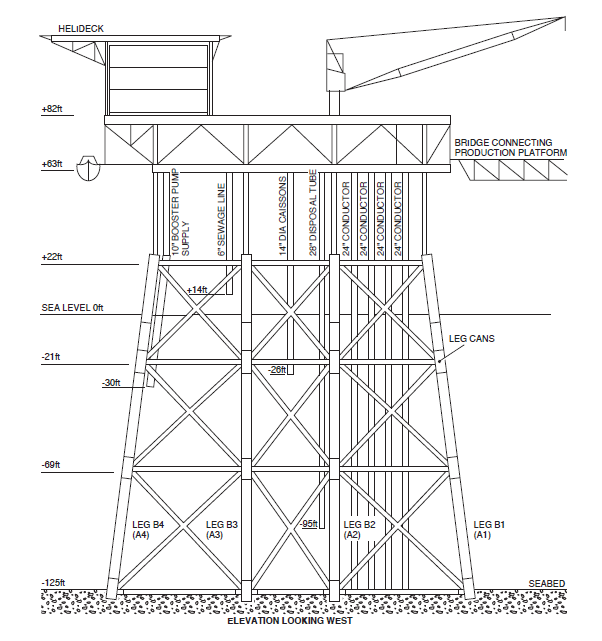 HELIDECK
+82ft
BRIDGE CONNECTING
PRODUCTION PLATFORM
+63ft
10" BOOSTER PUMP
SUPPLY
6" SEWAGE LINE
14" DIA CAISSONS
28" DISPOSAL TUBE
24" CONDUCTOR
24" CONDUCTOR
24" CONDUCTOR
24" CONDUCTOR
+22ft
+14ft
SEA LEVEL 0ft
LEG CANS
-21ft
-26ft
-30ft
-69ft
-95ft
LEG B4
(A4)
LEG B3
(A3)
LEG B2
(A2)
LEG B1
(A1)
-125ft
SEABED
ELEVATION LOOKING WEST